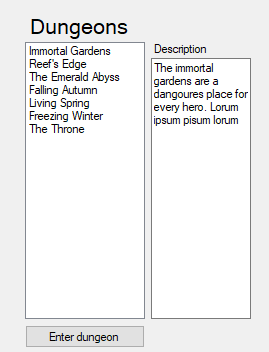 Dungeons
Immortal Gardens
Reef's Edge
The Emerald Abyss
Falling Autumn
Living Spring
Freezing Winter
The Throne
Description
The immortal
gardens are a
dangoures place for
every hero. Lorum
ipsum pisum lorum
Enter dungeon